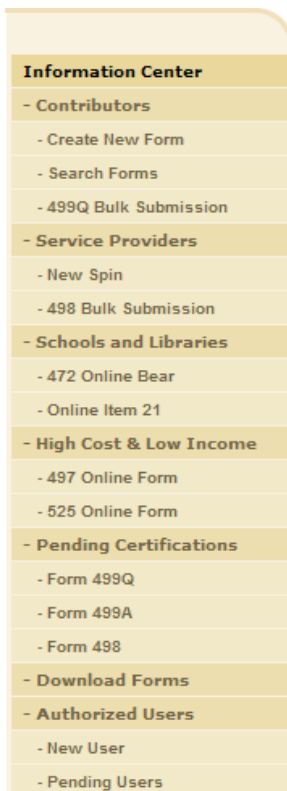 Information Center
- Contributors
- Create New Form
- Search Forms
- 499Q Bulk Submission
- Service Providers
- New Spin
- 498 Bulk Submission
- Schools and Libraries
- 472 Online Bear
- Online Item 21
- High Cost & Low Income
- 497 Online Form
- 525 Online Form
- Pending Certifications
- Form 499Q
- Form 499A
- Form 498
- Download Forms
- Authorized Users
- New User
- Pending Users